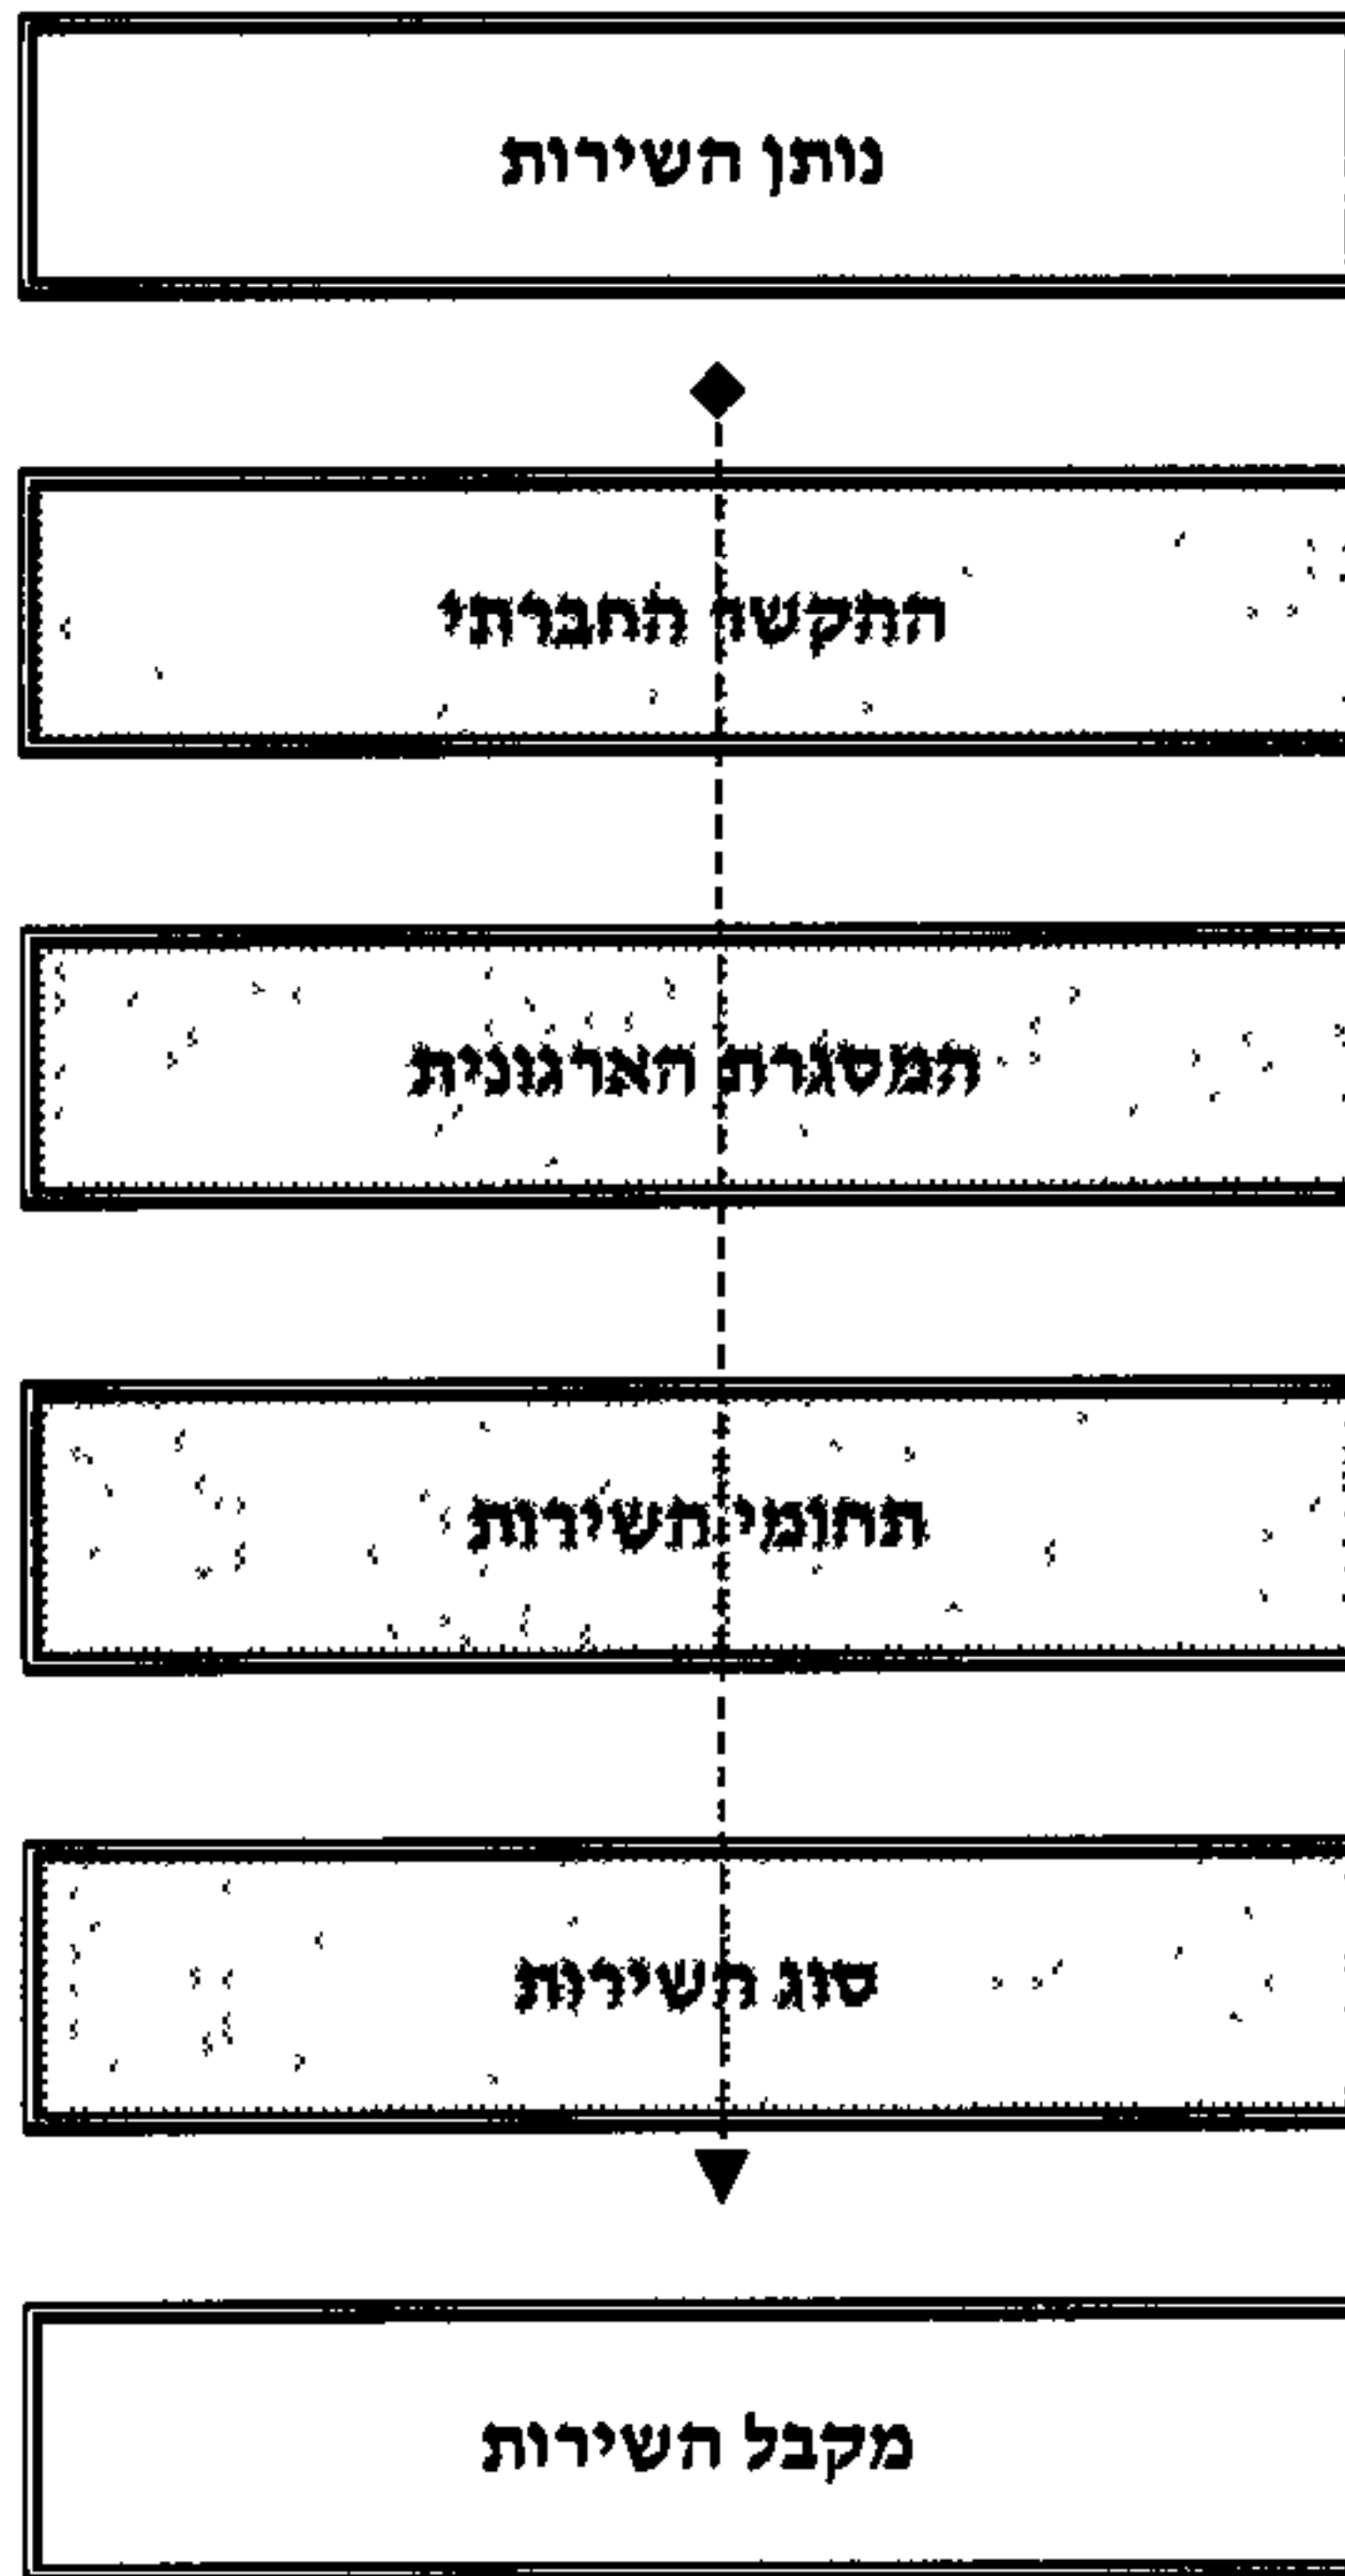 נותן השירות
ההקשר החברתי
המסגרת הארגונית
תחומי השירות
סוג השירות
מקבל השירות